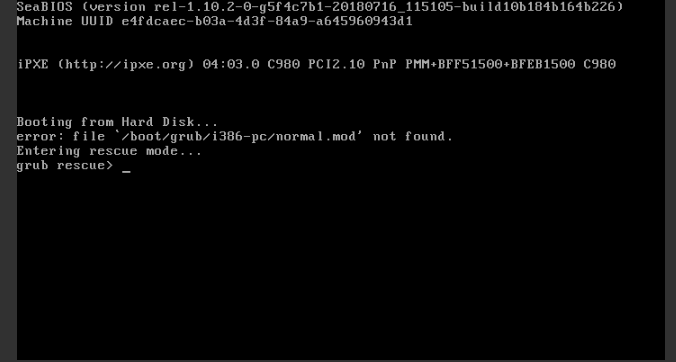 SeaBIOS (version rel-1.10.2-0-g5f4c7b1-20180716_115105-build10b184b164b226)
Machine UUID e4fdcaec-b03a-4d3f-84a9-a645960943d1
iPXE (http://ipxe.org) 04:03.0 C980 PCI2.10 PnP PMM+BFF51500+BFEB1500 C980
Booting from Hard Disk...
error: file `/boot/grub/i386-pc/normal.mod' not found.
Entering rescue mode...
grub rescue> _